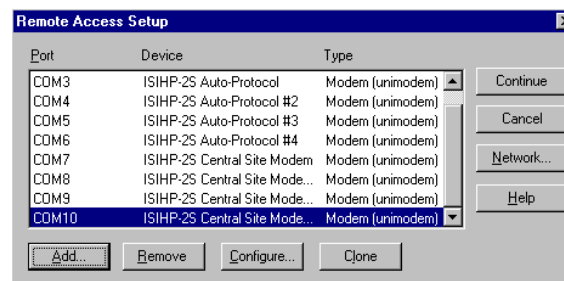 Remote Access Setup
Port Device Type
COM3 ISIHP-2S Auto-Protocol Modem (unimodem)
COM4 ISIHP-2S Auto-Protocol #2 Modem (unimodem)
COM5 ISIHP-2S Auto-Protocol #3 Modem (unimodem)
COM6 ISIHP-2S Auto-Protocol #4 Modem (unimodem)
COM7 ISIHP-2S Central Site Modem Modem (unimodem)
COM8 ISIHP-2S Central Site Mode... Modem (unimodem)
COM9 ISIHP-2S Central Site Mode... Modem (unimodem)
COM10 ISIHP-2S Central Site Mode... Modem (unimodem)
Continue
Cancel
Network...
Help
Add... Remove Configure... Clone